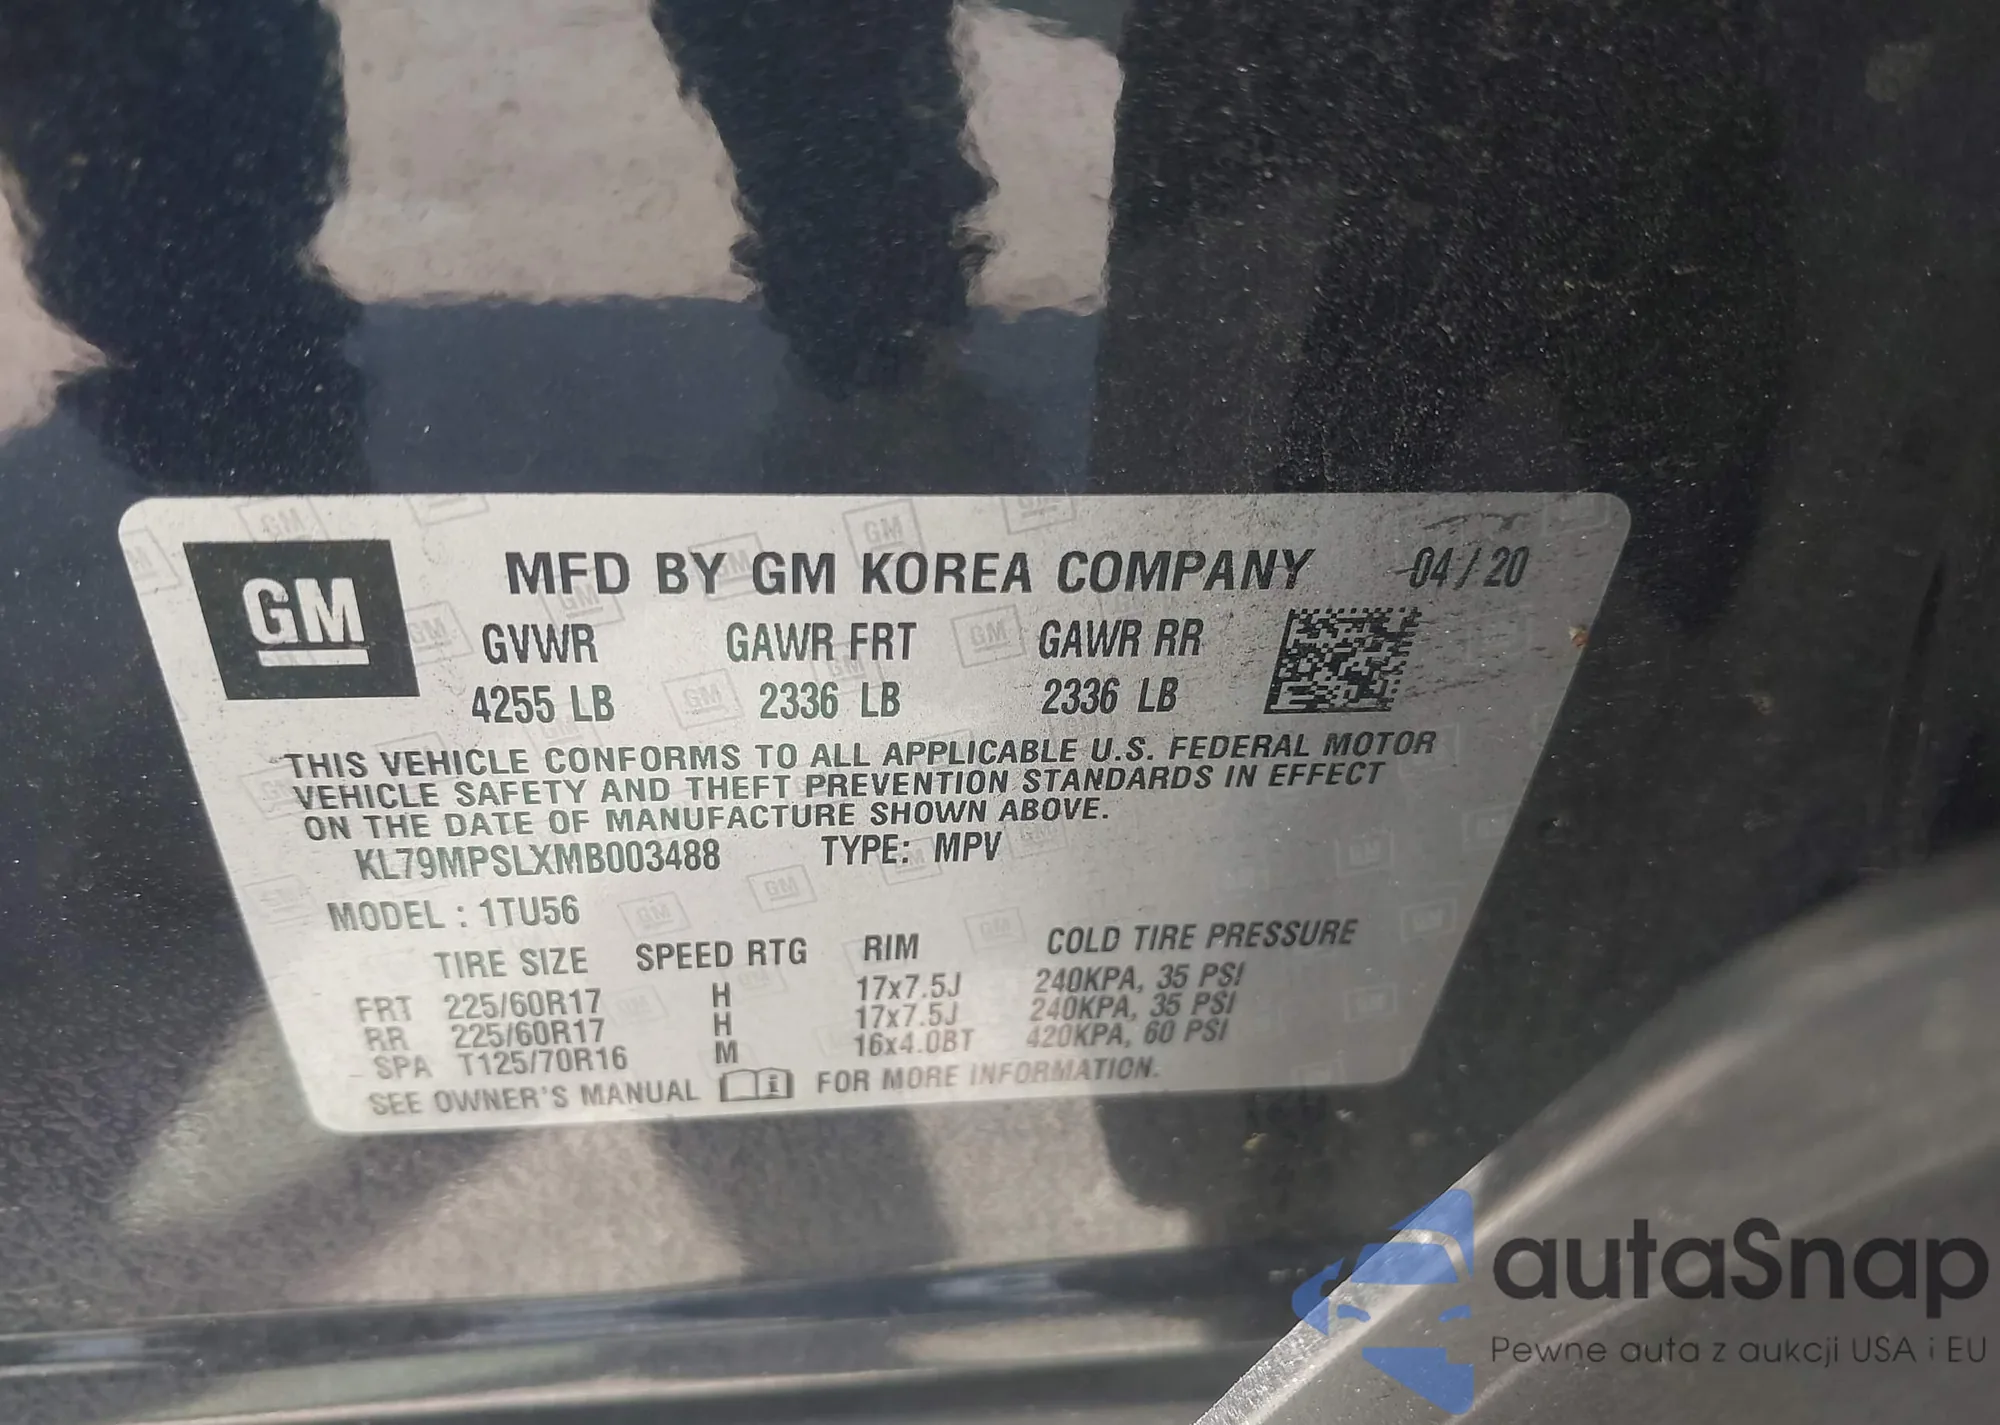 GM
MFD BY GM KOREA COMPANY 04/20
GVWR GAWR FRT GAWR RR
4255 LB 2336 LB 2336 LB
THIS VEHICLE CONFORMS TO ALL APPLICABLE U.S. FEDERAL MOTOR
VEHICLE SAFETY AND THEFT PREVENTION STANDARDS IN EFFECT
ON THE DATE OF MANUFACTURE SHOWN ABOVE.
KL79MPSLXMB003488 TYPE: MPV
MODEL : 1TU56
TIRE SIZE SPEED RTG RIM COLD TIRE PRESSURE
FRT 225/60R17 H 17x7.5J 240KPA, 35 PSI
RR 225/60R17 H 17x7.5J 240KPA, 35 PSI
SPA T125/70R16 M 16x4.0BT 420KPA, 60 PSI
SEE OWNER'S MANUAL FOR MORE INFORMATION.
autaSnap
Pewne auta z aukcji USA i EU